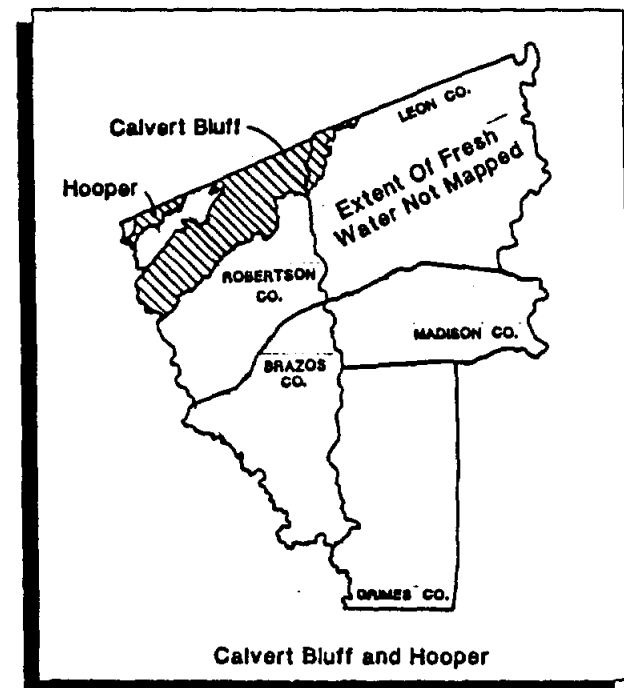 LEON CO.
Calvert Bluff
Hooper
Extent Of Fresh
Water Not Mapped
ROBERTSON
CO.
MADISON CO.
BRAZOS
CO.
GRIMES CO.
Calvert Bluff and Hooper